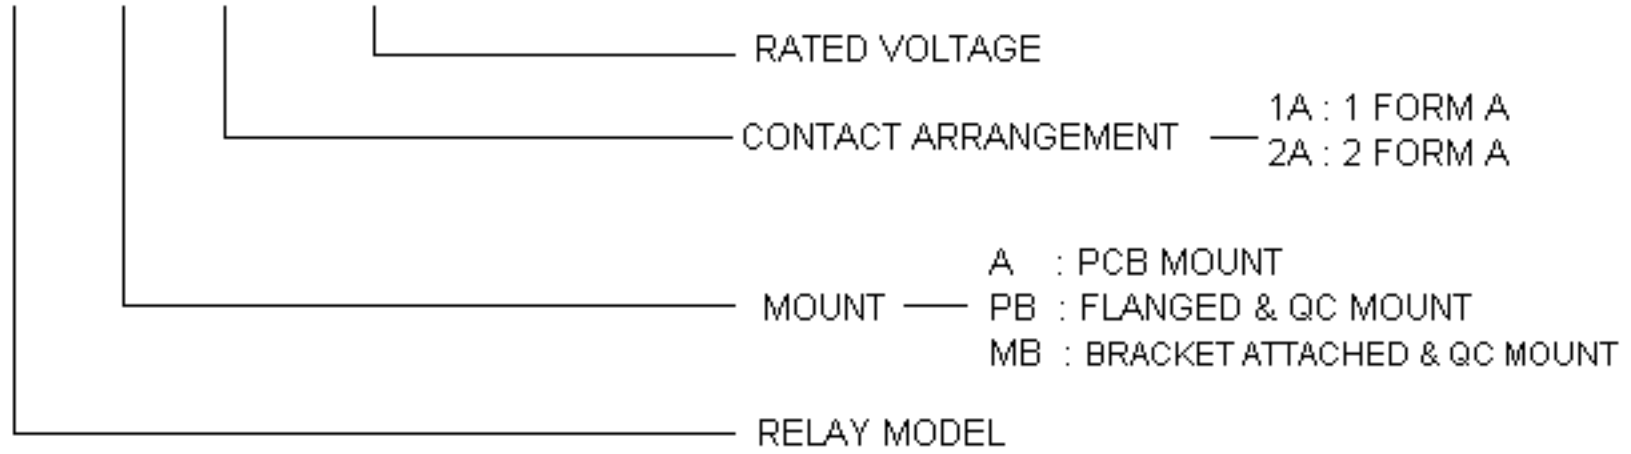 RATED VOLTAGE
CONTACT ARRANGEMENT
1A : 1 FORM A
2A : 2 FORM A
MOUNT
A : PCB MOUNT
PB : FLANGED & QC MOUNT
MB : BRACKET ATTACHED & QC MOUNT
RELAY MODEL